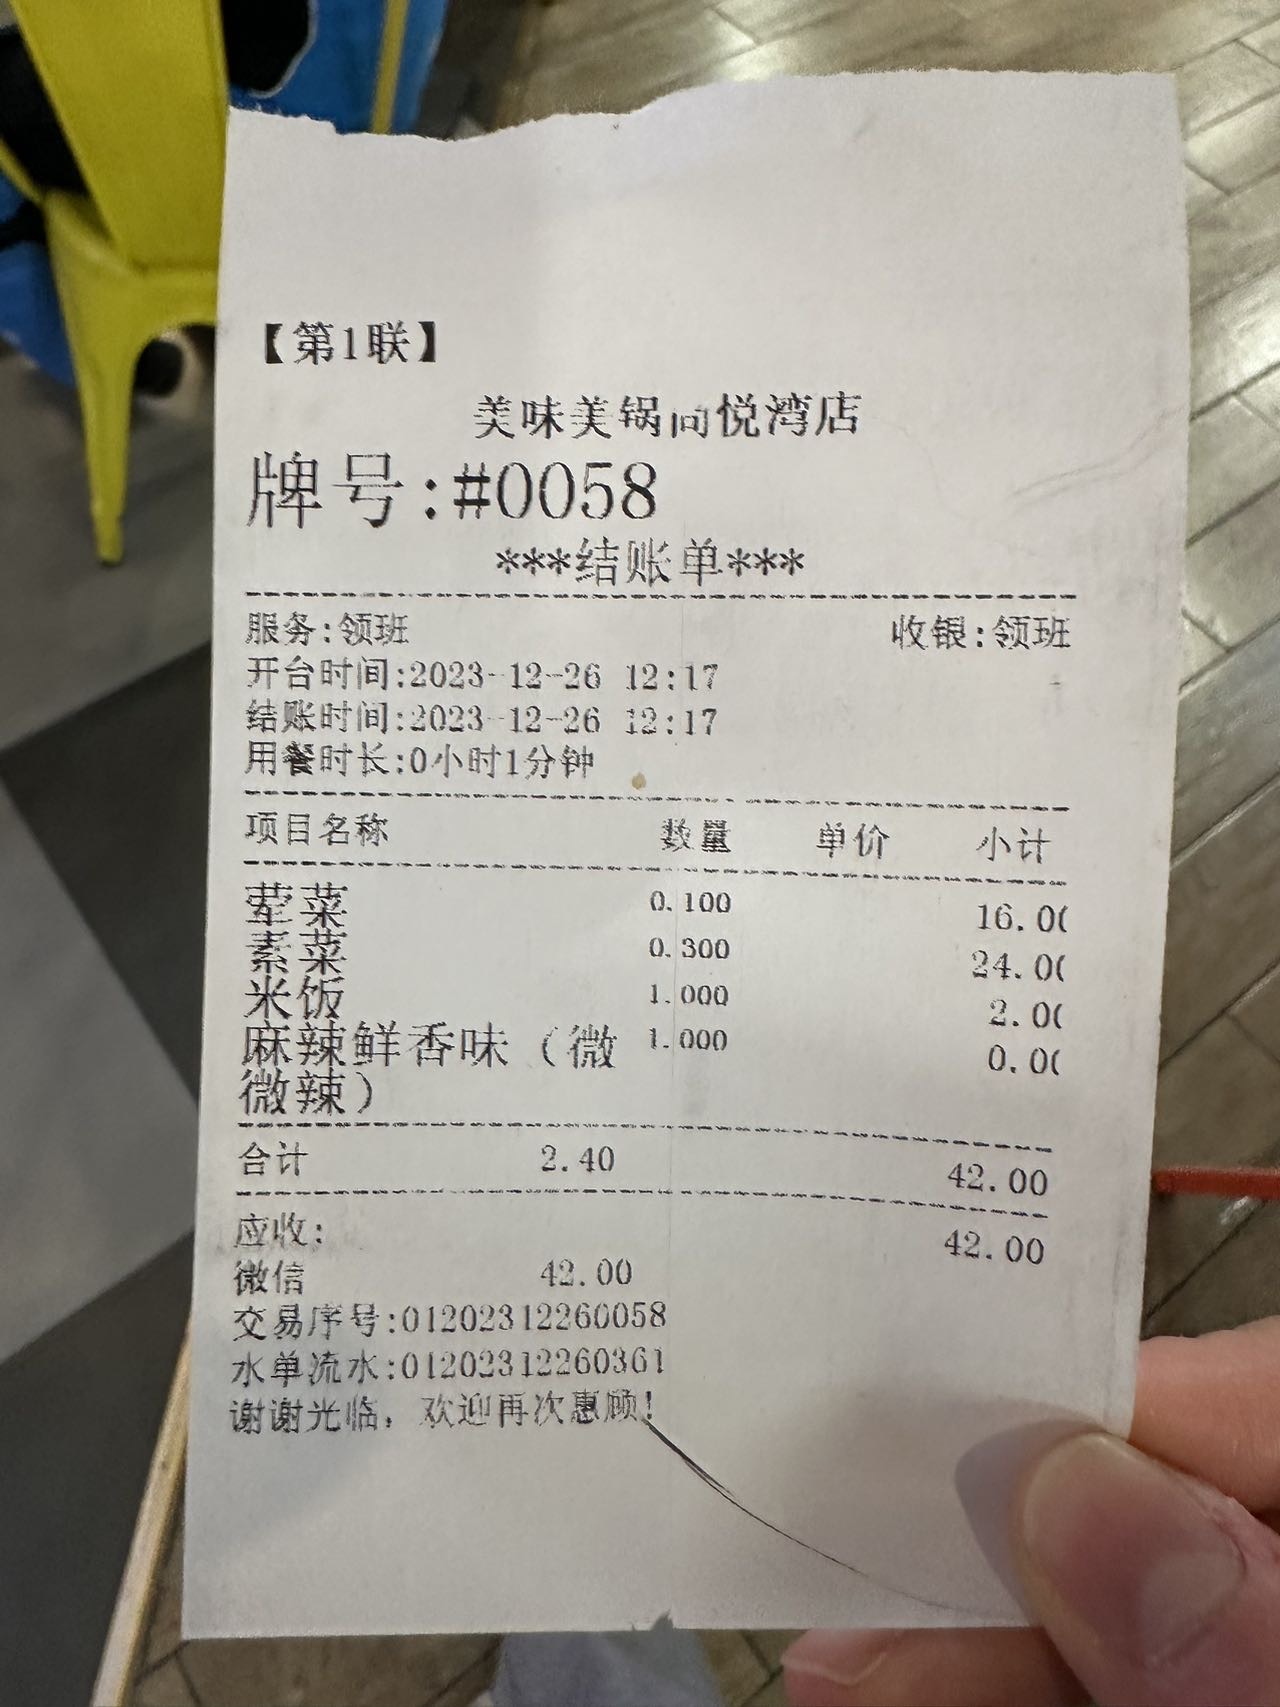 【第1联】
美味美锅尚悦湾店
牌号:#0058
***结账单***
服务:领班 收银:领班
开台时间:2023-12-26 12:17
结账时间:2023-12-26 12:17
用餐时长:0小时1分钟
项目名称 数量 单价 小计
荤菜 0.100 16.0
素菜 0.300 24.0
米饭 1.000 2.0
麻辣鲜香味（微 1.000 0.0
微辣）
合计 2.40 42.00
应收: 42.00
微信 42.00
交易序号:01202312260058
水单流水:01202312260361
谢谢光临，欢迎再次惠顾!